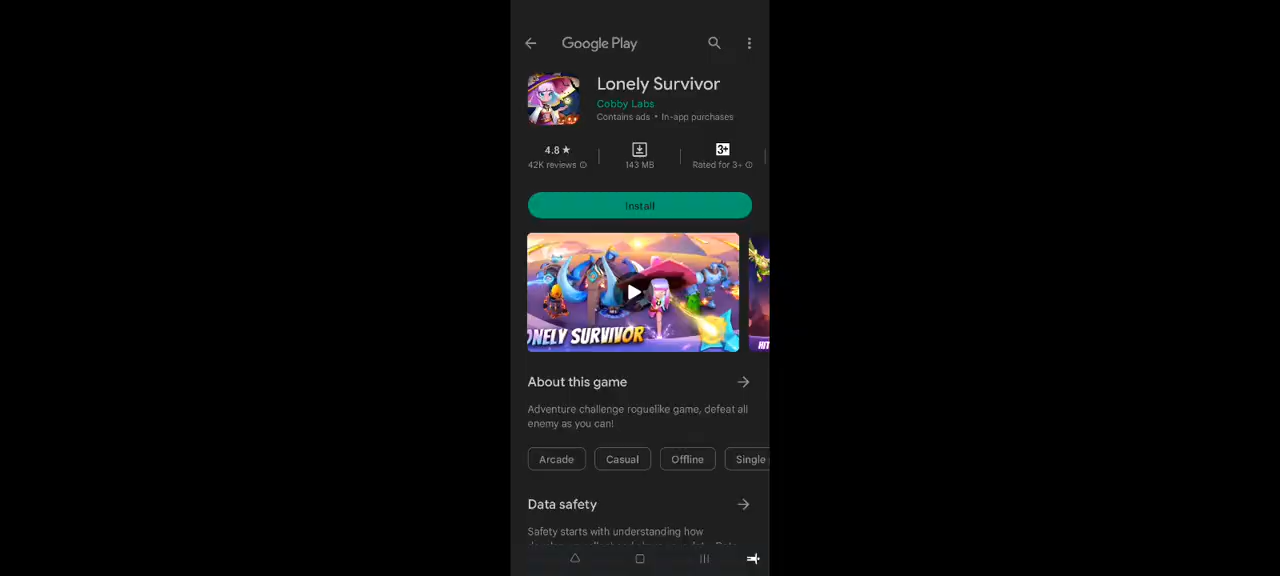 Google Play
Lonely Survivor
Cobby Labs
Contains ads • In-app purchases
4.8 ★
42K reviews
143 MB
3+
Rated for 3+
Install
ONELY SURVIVOR
HIT
About this game
Adventure challenge roguelike game, defeat all
enemy as you can!
Arcade
Casual
Offline
Single
Data safety
Safety starts with understanding how